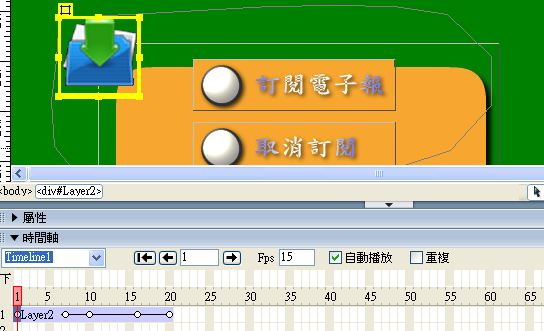 訂閱電子報
取消訂閱
<body> <div#Layer2>
屬性
時間軸
Timeline1 1 Fps 15 自動播放 重複
下
1 5 10 15 20 25 30 35 40 45 50 55 60 65
1 Layer2
2